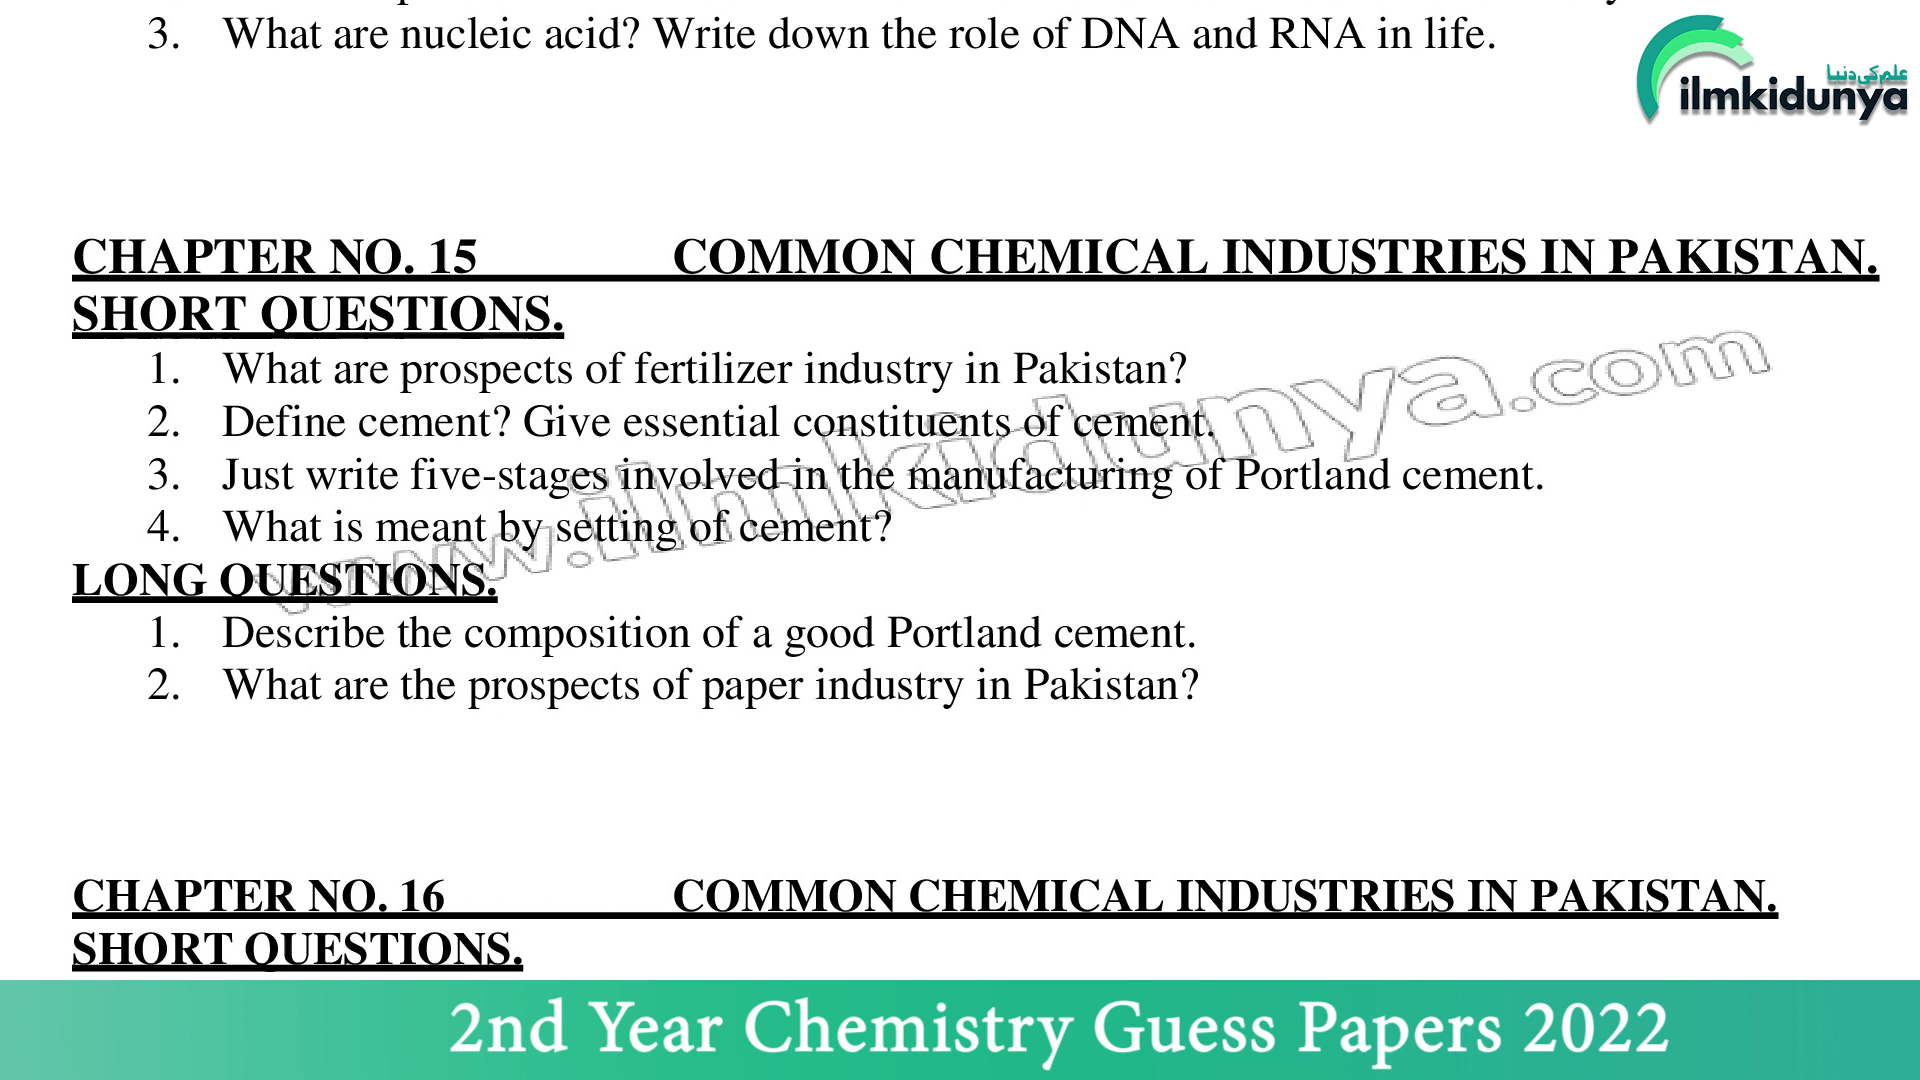 3. What are nucleic acid? Write down the role of DNA and RNA in life.
علم کی دنیا
ilmkidunya
CHAPTER NO. 15 COMMON CHEMICAL INDUSTRIES IN PAKISTAN.
SHORT QUESTIONS.
1. What are prospects of fertilizer industry in Pakistan?
2. Define cement? Give essential constituents of cement.
3. Just write five-stages involved in the manufacturing of Portland cement.
4. What is meant by setting of cement?
www.ilmkidunya.com
LONG QUESTIONS.
1. Describe the composition of a good Portland cement.
2. What are the prospects of paper industry in Pakistan?
CHAPTER NO. 16 COMMON CHEMICAL INDUSTRIES IN PAKISTAN.
SHORT QUESTIONS.
2nd Year Chemistry Guess Papers 2022